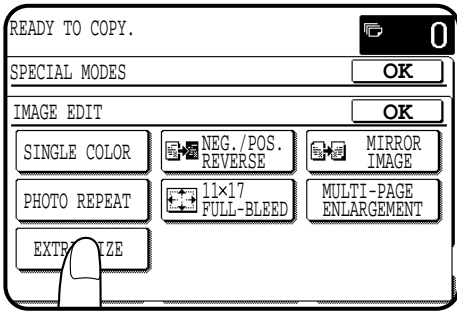 READY TO COPY.
0
SPECIAL MODES
OK
IMAGE EDIT
OK
SINGLE COLOR
NEG./POS.
REVERSE
MIRROR
IMAGE
PHOTO REPEAT
11×17
FULL-BLEED
MULTI-PAGE
ENLARGEMENT